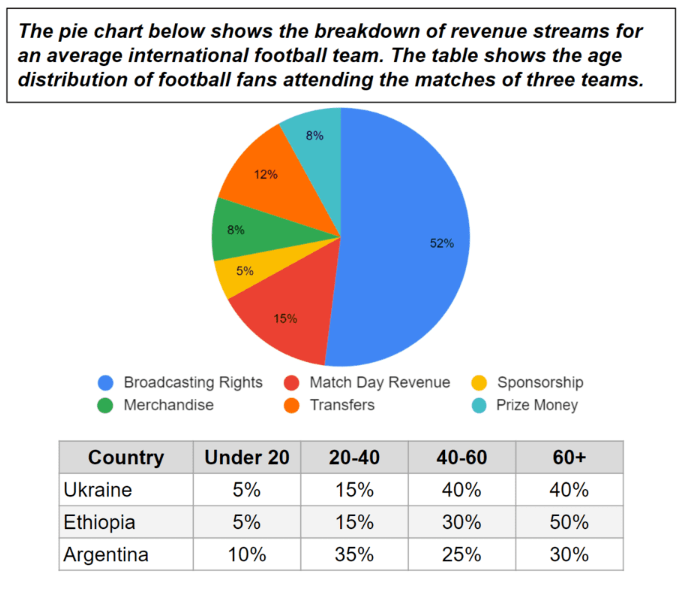 The pie chart below shows the breakdown of revenue streams for
an average international football team. The table shows the age
distribution of football fans attending the matches of three teams.
8%
12%
8%
52%
5%
15%
Broadcasting Rights Match Day Revenue Sponsorship
Merchandise Transfers Prize Money
Country Under 20 20-40 40-60 60+
Ukraine 5% 15% 40% 40%
Ethiopia 5% 15% 30% 50%
Argentina 10% 35% 25% 30%